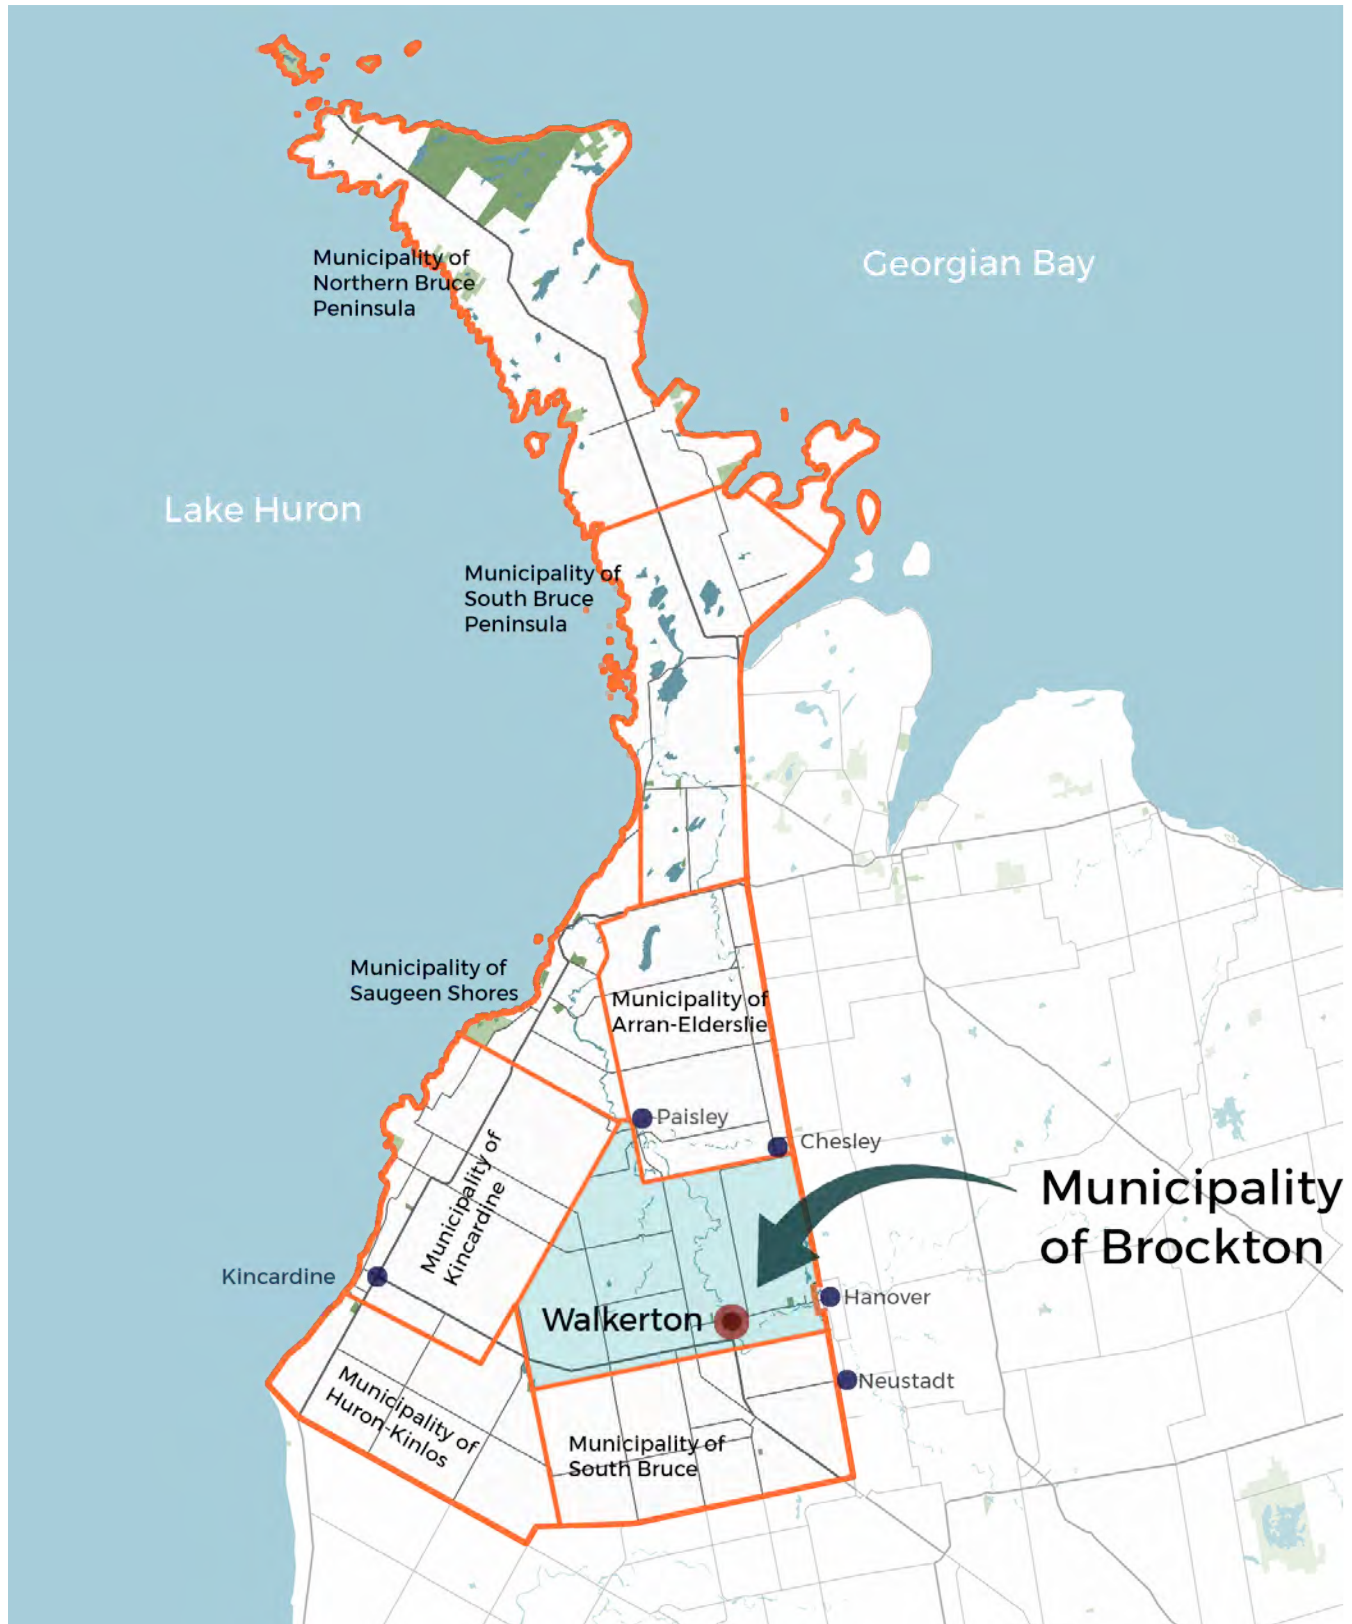 Municipality of
Northern Bruce
Peninsula
Georgian Bay
Lake Huron
Municipality of
South Bruce
Peninsula
Municipality of
Saugeen Shores
Municipality of
Arran-Elderslie
Paisley
Chesley
Municipality of
Kincardine
Municipality
of Brockton
Kincardine
Hanover
Walkerton
Neustadt
Municipality of
Huron-Kinlos
Municipality of
South Bruce